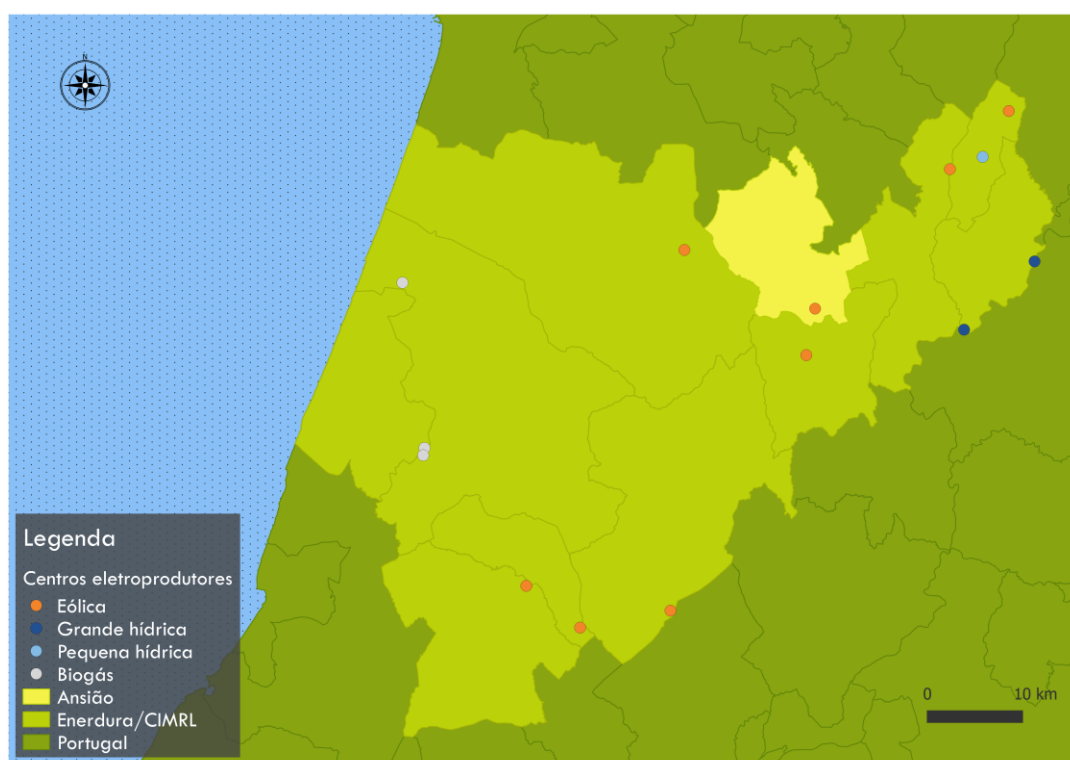 N
Legenda
Centros eletroprodutores
Eólica
Grande hídrica
Pequena hídrica
Biogás
Ansião
Enerdura/CIMRL
Portugal
0 10 km